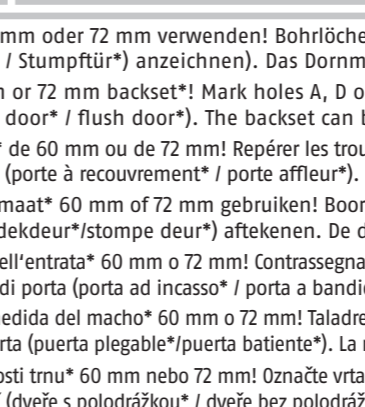 mm oder 72 mm verwenden! Bohrlöche
/ Stumpftür*) anzeichnen). Das Dornm
or 72 mm backset*! Mark holes A, D o
door* / flush door*). The backset can b
* de 60 mm ou de 72 mm! Repérer les trou
(porte à recouvrement* / porte affleur*).
maat* 60 mm of 72 mm gebruiken! Boor
dekdeur*/stompe deur*) aftekenen. De d
ell'entrata* 60 mm o 72 mm! Contrassegna
di porta (porta ad incasso* / porta a bandie
edida del macho* 60 mm o 72 mm! Taladre
rta (puerta plegable*/puerta batiente*). La
osti trnu* 60 mm nebo 72 mm! Označte vrta
(dveře s polodrážkou* / dveře bez polodráž